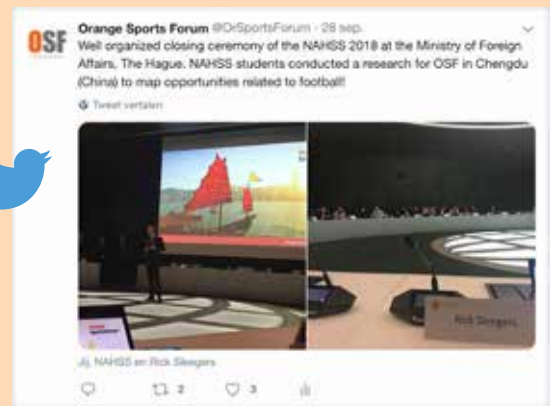 OSF
Orange Sports Forum @OrSportsForum · 28 sep.
Well organized closing ceremony of the NAHSS 2018 at the Ministry of Foreign
Affairs, The Hague. NAHSS students conducted a research for OSF in Chengdu
(China) to map opportunities related to football!
Tweet vertalen
Rick Sleegers
Jij, NAHSS en Rick Sleegers
2
3